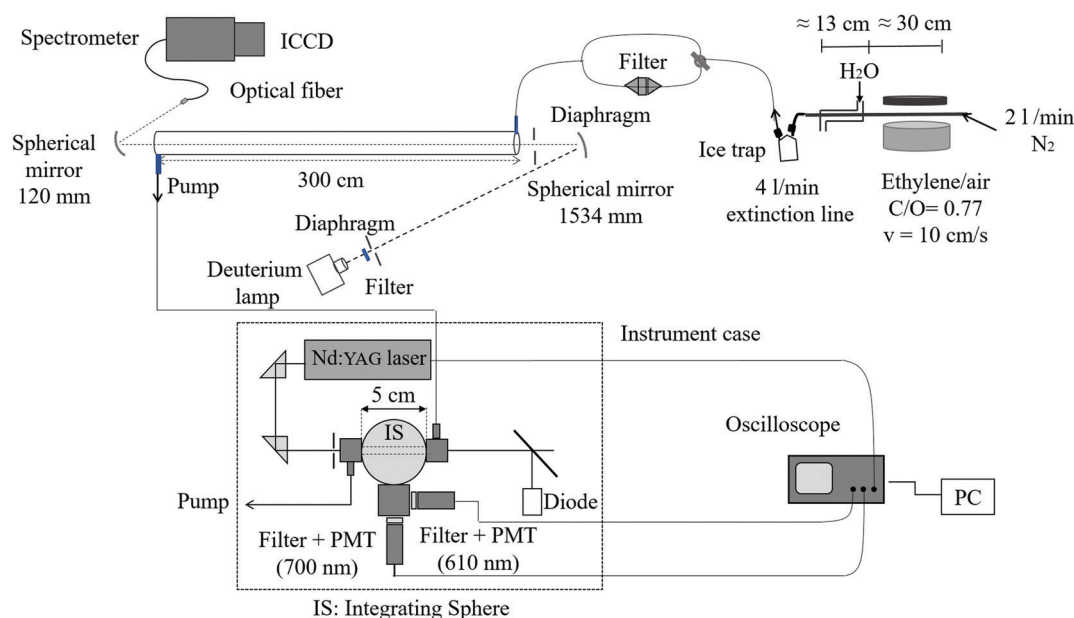 Spectrometer
ICCD
Optical fiber
Spherical
mirror
120 mm
Pump
300 cm
Filter
Diaphragm
Spherical mirror
1534 mm
Diaphragm
Deuterium
lamp
Filter
≈ 13 cm
≈ 30 cm
H₂O
2 l/min
N₂
Ice trap
4 l/min
extinction line
Ethylene/air
C/O= 0.77
v = 10 cm/s
Instrument case
Nd:YAG laser
5 cm
IS
Pump
Diode
Filter + PMT
(700 nm)
Filter + PMT
(610 nm)
Oscilloscope
PC
IS: Integrating Sphere